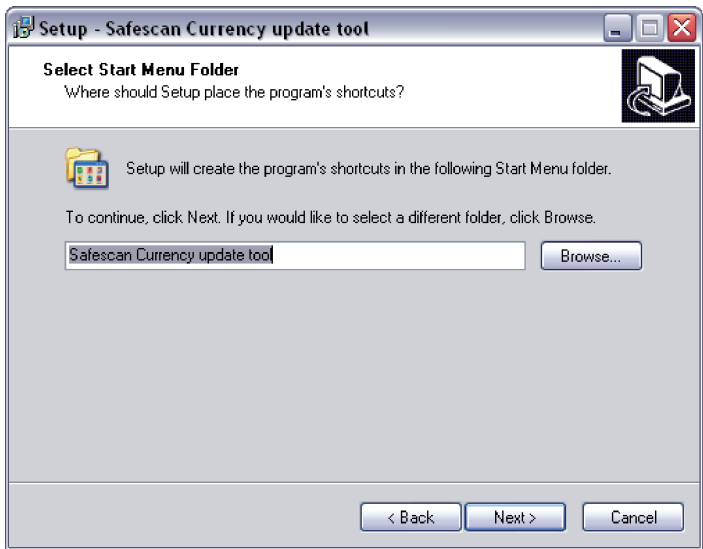 Setup - Safescan Currency update tool
Select Start Menu Folder
Where should Setup place the program's shortcuts?
Setup will create the program's shortcuts in the following Start Menu folder.
To continue, click Next. If you would like to select a different folder, click Browse.
Safescan Currency update tool
Browse...
< Back
Next >
Cancel